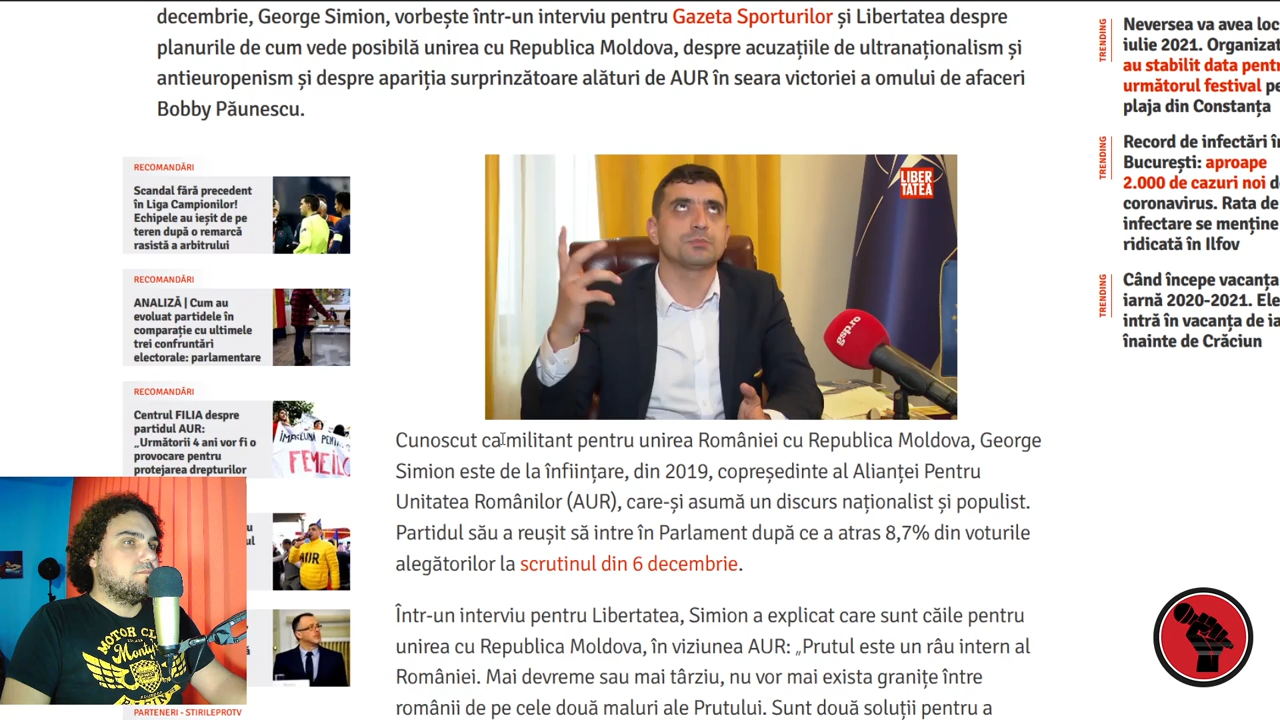 decembrie, George Simion, vorbește într-un interviu pentru Gazeta Sporturilor și Libertatea despre
planurile de cum vede posibilă unirea cu Republica Moldova, despre acuzațiile de ultranaționalism și
antieuropenism și despre apariția surprinzătoare alături de AUR în seara victoriei a omului de afaceri
Bobby Păunescu.
RECOMANDĂRI
Scandal fără precedent
în Liga Campionilor!
Echipele au ieșit de pe
teren după o remarcă
rasistă a arbitrului
RECOMANDĂRI
ANALIZĂ | Cum au
evoluat partidele în
comparație cu ultimele
trei confruntări
electorale: parlamentare
RECOMANDĂRI
Centrul FILIA despre
partidul AUR:
„Următorii 4 ani vor fi o
provocare pentru
protejarea drepturilor
ÎMPREUNĂ PENTRU
FEMEIL
AUR
PARTENERI - STIRILEPROTV
LIBER
TATEA
gsp.ro
Cunoscut ca militant pentru unirea României cu Republica Moldova, George
Simion este de la înființare, din 2019, copreședinte al Alianței Pentru
Unitatea Românilor (AUR), care-și asumă un discurs naționalist și populist.
Partidul său a reușit să intre în Parlament după ce a atras 8,7% din voturile
alegătorilor la scrutinul din 6 decembrie.
Într-un interviu pentru Libertatea, Simion a explicat care sunt căile pentru
unirea cu Republica Moldova, în viziunea AUR: „Prutul este un râu intern al
României. Mai devreme sau mai târziu, nu vor mai exista granițe între
românii de pe cele două maluri ale Prutului. Sunt două soluții pentru a
TRENDING
Neversea va avea loc
iulie 2021. Organizat
au stabilit data pentr
următorul festival pe
plaja din Constanța
TRENDING
Record de infectări în
București: aproape
2.000 de cazuri noi de
coronavirus. Rata de
infectare se menține
ridicată în Ilfov
TRENDING
Când începe vacanța
iarnă 2020-2021. Ele
intră în vacanța de ia
înainte de Crăciun
MOTOR
Monty